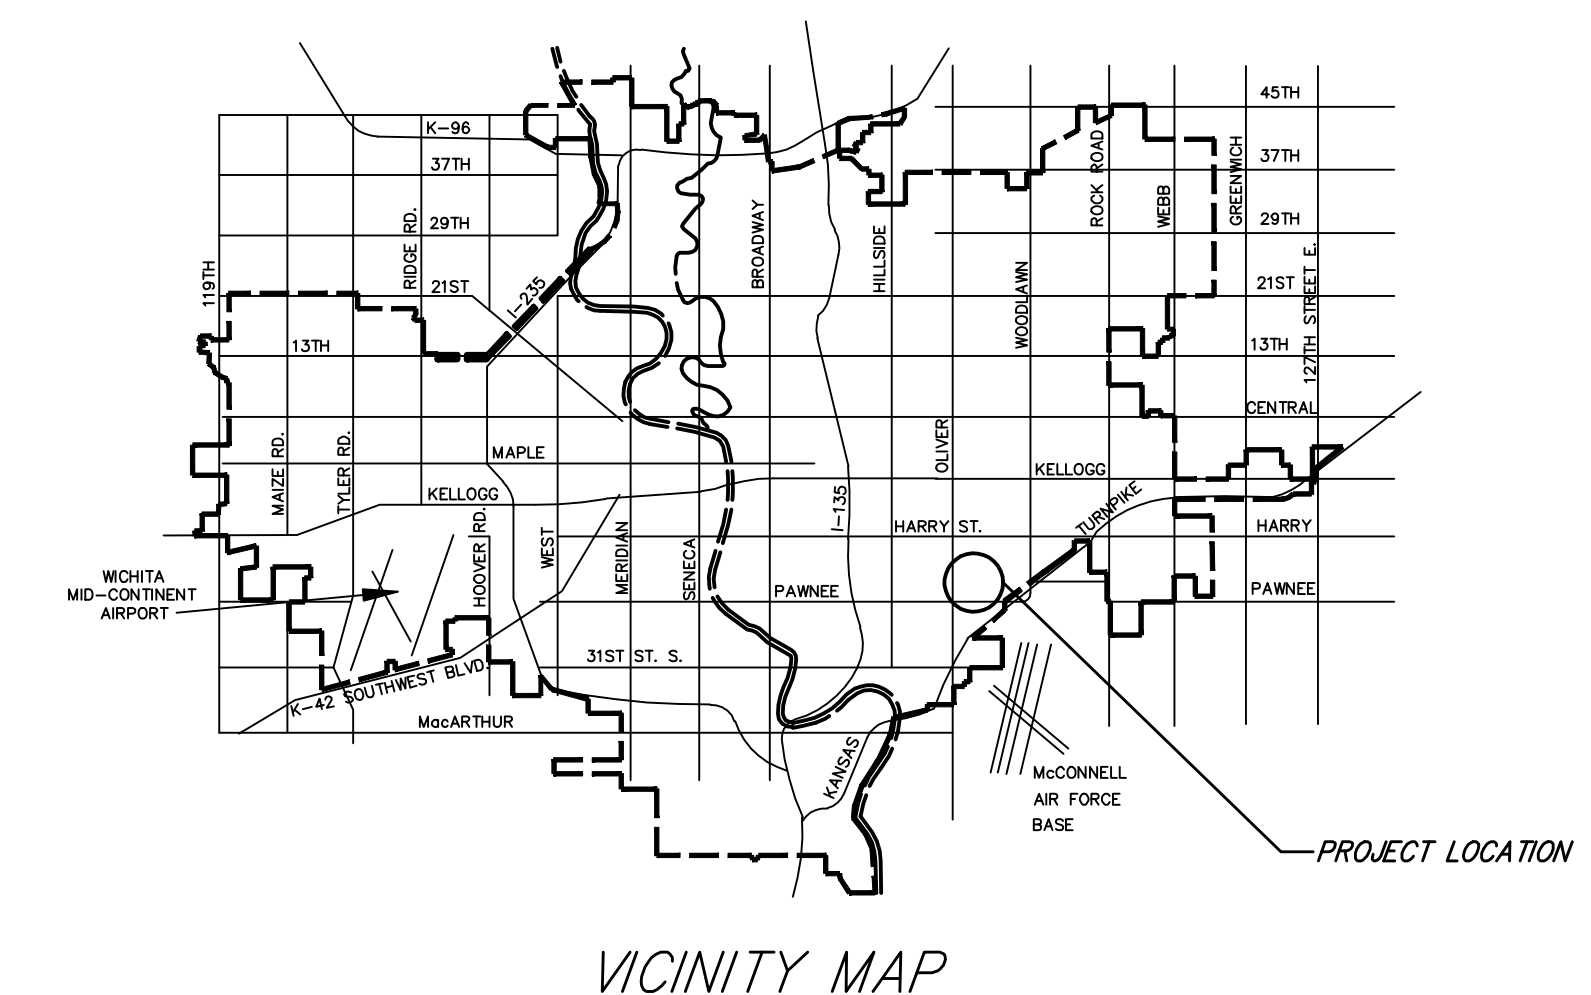 45TH
K-96
37TH
37TH
ROCK ROAD
GREENWICH
WEBB
29TH
29TH
RIDGE RD.
BROADWAY
HILLSIDE
119TH
21ST
I-235
WOODLAWN
21ST
127TH STREET E.
13TH
13TH
CENTRAL
MAIZE RD.
TYLER RD.
MAPLE
OLIVER
KELLOGG
KELLOGG
I-135
TURNPIKE
HOOVER RD.
WEST
MERIDIAN
SENECA
HARRY ST.
HARRY
WICHITA
MID-CONTINENT
AIRPORT
PAWNEE
PAWNEE
31ST ST. S.
K-42 SOUTHWEST BLVD.
MacARTHUR
KANSAS
McCONNELL
AIR FORCE
BASE
PROJECT LOCATION
VICINITY MAP